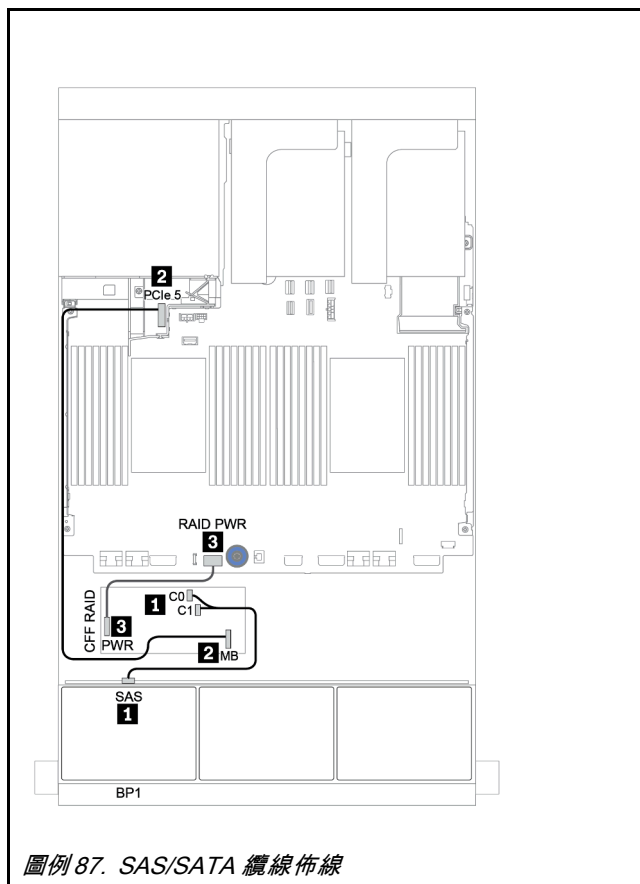 2
PCIe 5
RAID PWR
3
CFF RAID
1
C0
C1
3
PWR
2 MB
SAS
1
BP1
圖例 87. SAS/SATA 纜線佈線